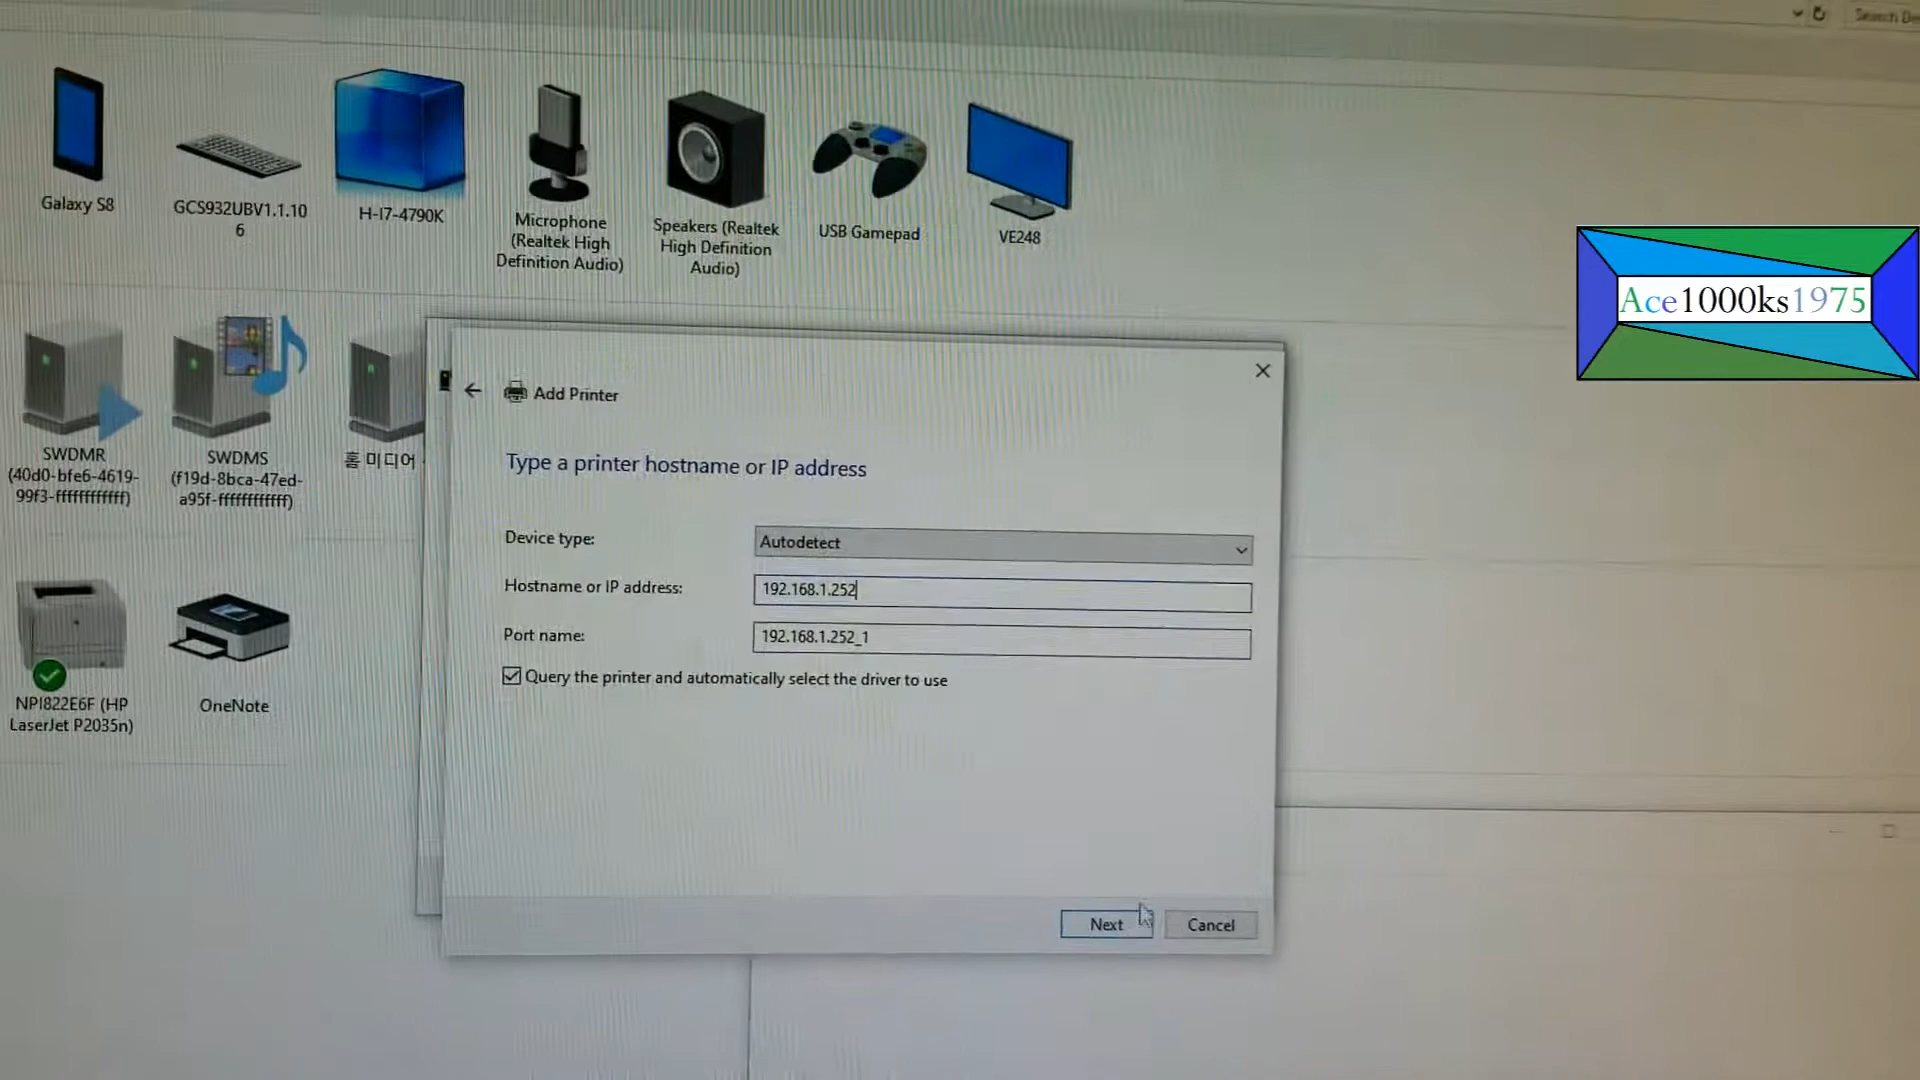 Search De
Galaxy S8
GCS932UBV1.1.10
6
H-I7-4790K
Microphone
(Realtek High
Definition Audio)
Speakers (Realtek
High Definition
Audio)
USB Gamepad
VE248
Ace1000ks1975
SWDMR
(40d0-bfe6-4619-
99f3-ffffffffffff)
SWDMS
(f19d-8bca-47ed-
a95f-ffffffffffff)
홈 미디어
Add Printer
Type a printer hostname or IP address
Device type:
Autodetect
Hostname or IP address:
192.168.1.252
Port name:
192.168.1.252_1
Query the printer and automatically select the driver to use
NPI822E6F (HP
LaserJet P2035n)
OneNote
Next
Cancel